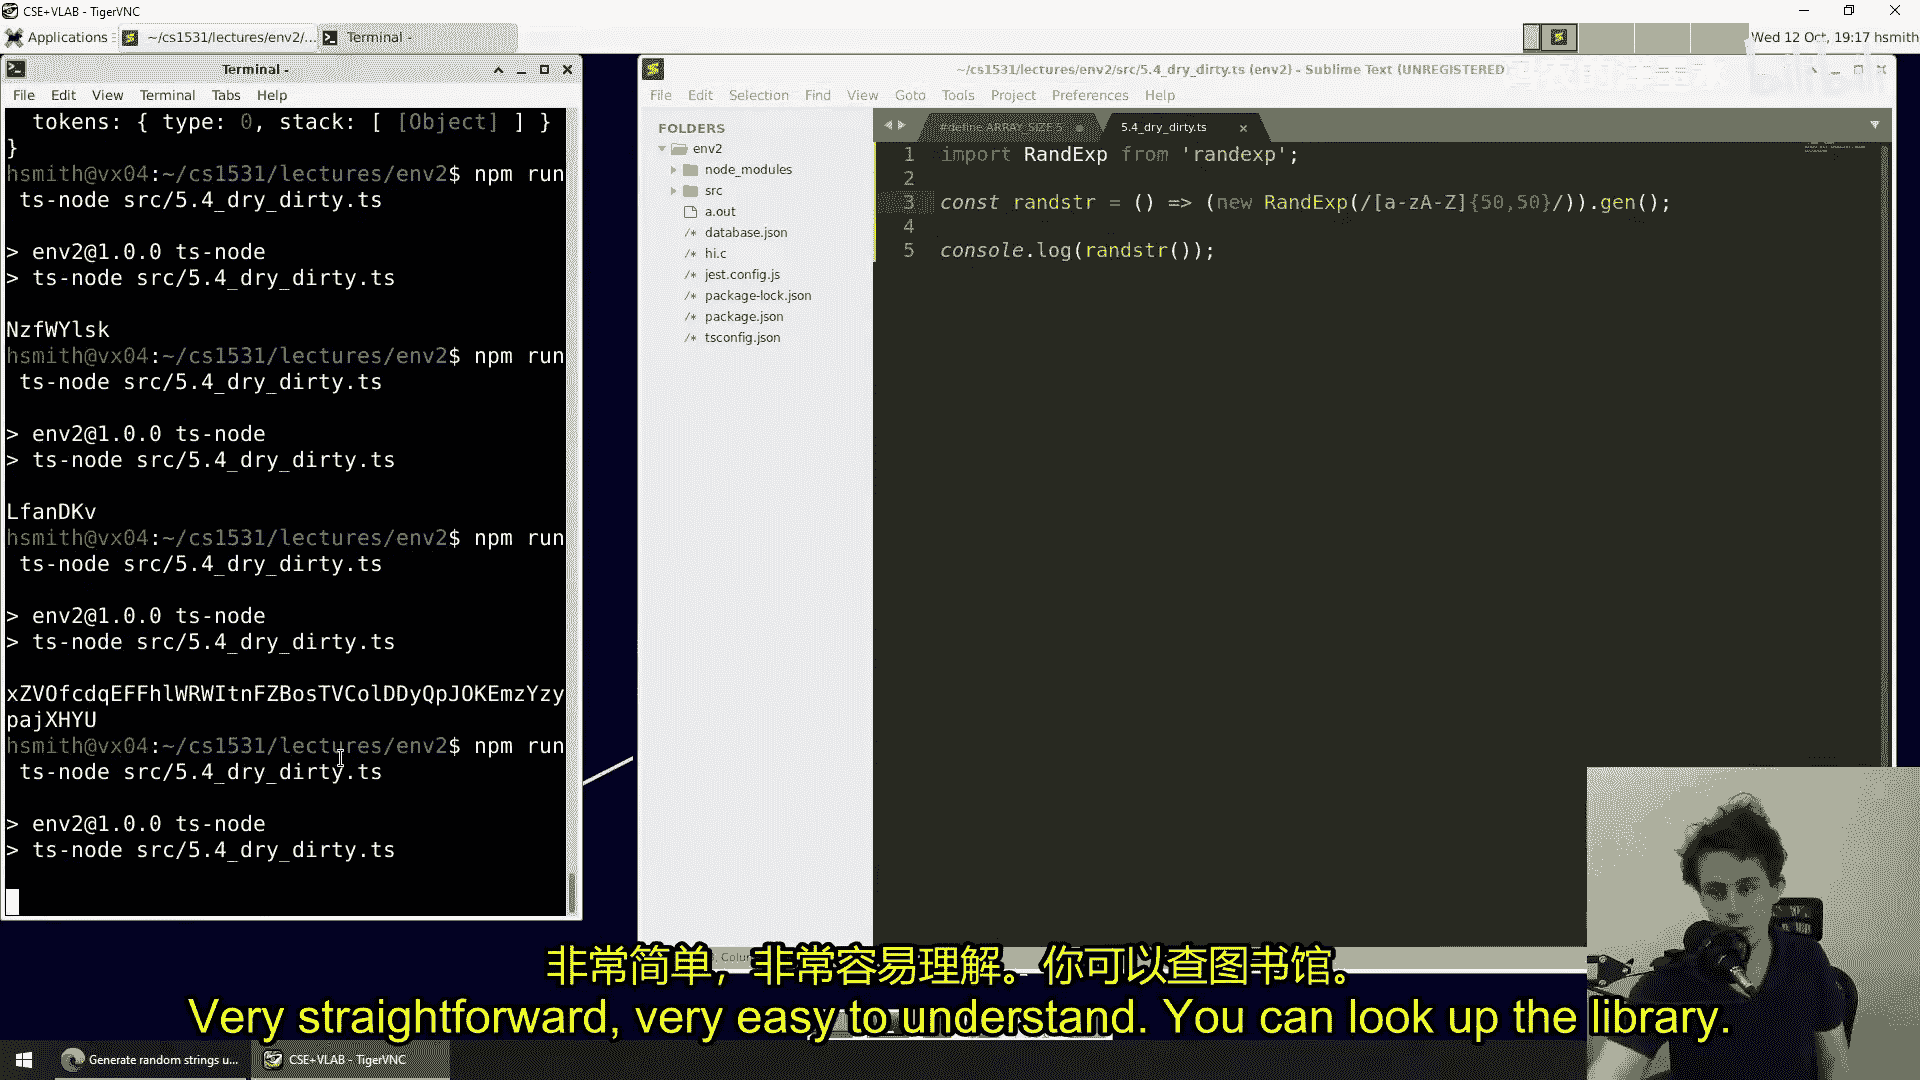 CSE+VLAB - TigerVNC
Applications
~/cs1531/lectures/env2/...
Terminal -
Wed 12 Oct, 19:17 hsmith
Terminal -
File Edit View Terminal Tabs Help
tokens: { type: 0, stack: [ [Object] ] }
}
hsmith@vx04:~/cs1531/lectures/env2$ npm run
ts-node src/5.4_dry_dirty.ts
> env2@1.0.0 ts-node
> ts-node src/5.4_dry_dirty.ts
NzfWYlsk
hsmith@vx04:~/cs1531/lectures/env2$ npm run
ts-node src/5.4_dry_dirty.ts
> env2@1.0.0 ts-node
> ts-node src/5.4_dry_dirty.ts
LfanDKv
hsmith@vx04:~/cs1531/lectures/env2$ npm run
ts-node src/5.4_dry_dirty.ts
> env2@1.0.0 ts-node
> ts-node src/5.4_dry_dirty.ts
xZVOfcdqEFFhlWRWItnFZBosTVColDDyQpJOKEmzYzy
pajXHYU
hsmith@vx04:~/cs1531/lectures/env2$ npm run
ts-node src/5.4_dry_dirty.ts
> env2@1.0.0 ts-node
> ts-node src/5.4_dry_dirty.ts
~/cs1531/lectures/env2/src/5.4_dry_dirty.ts (env2) - Sublime Text (UNREGISTERED
File Edit Selection Find View Goto Tools Project Preferences Help
FOLDERS
env2
node_modules
src
a.out
/* database.json
/* hi.c
/* jest.config.js
/* package-lock.json
/* package.json
/* tsconfig.json
#define ARRAY_SIZE 5
5.4_dry_dirty.ts
1 import RandExp from 'randexp';
2
3 const randstr = () => (new RandExp(/[a-zA-Z]{50,50}/)).gen();
4
5 console.log(randstr());
非常简单，非常容易理解。你可以查图书馆。
Very straightforward, very easy to understand. You can look up the library.
Generate random strings u...
CSE+VLAB - TigerVNC